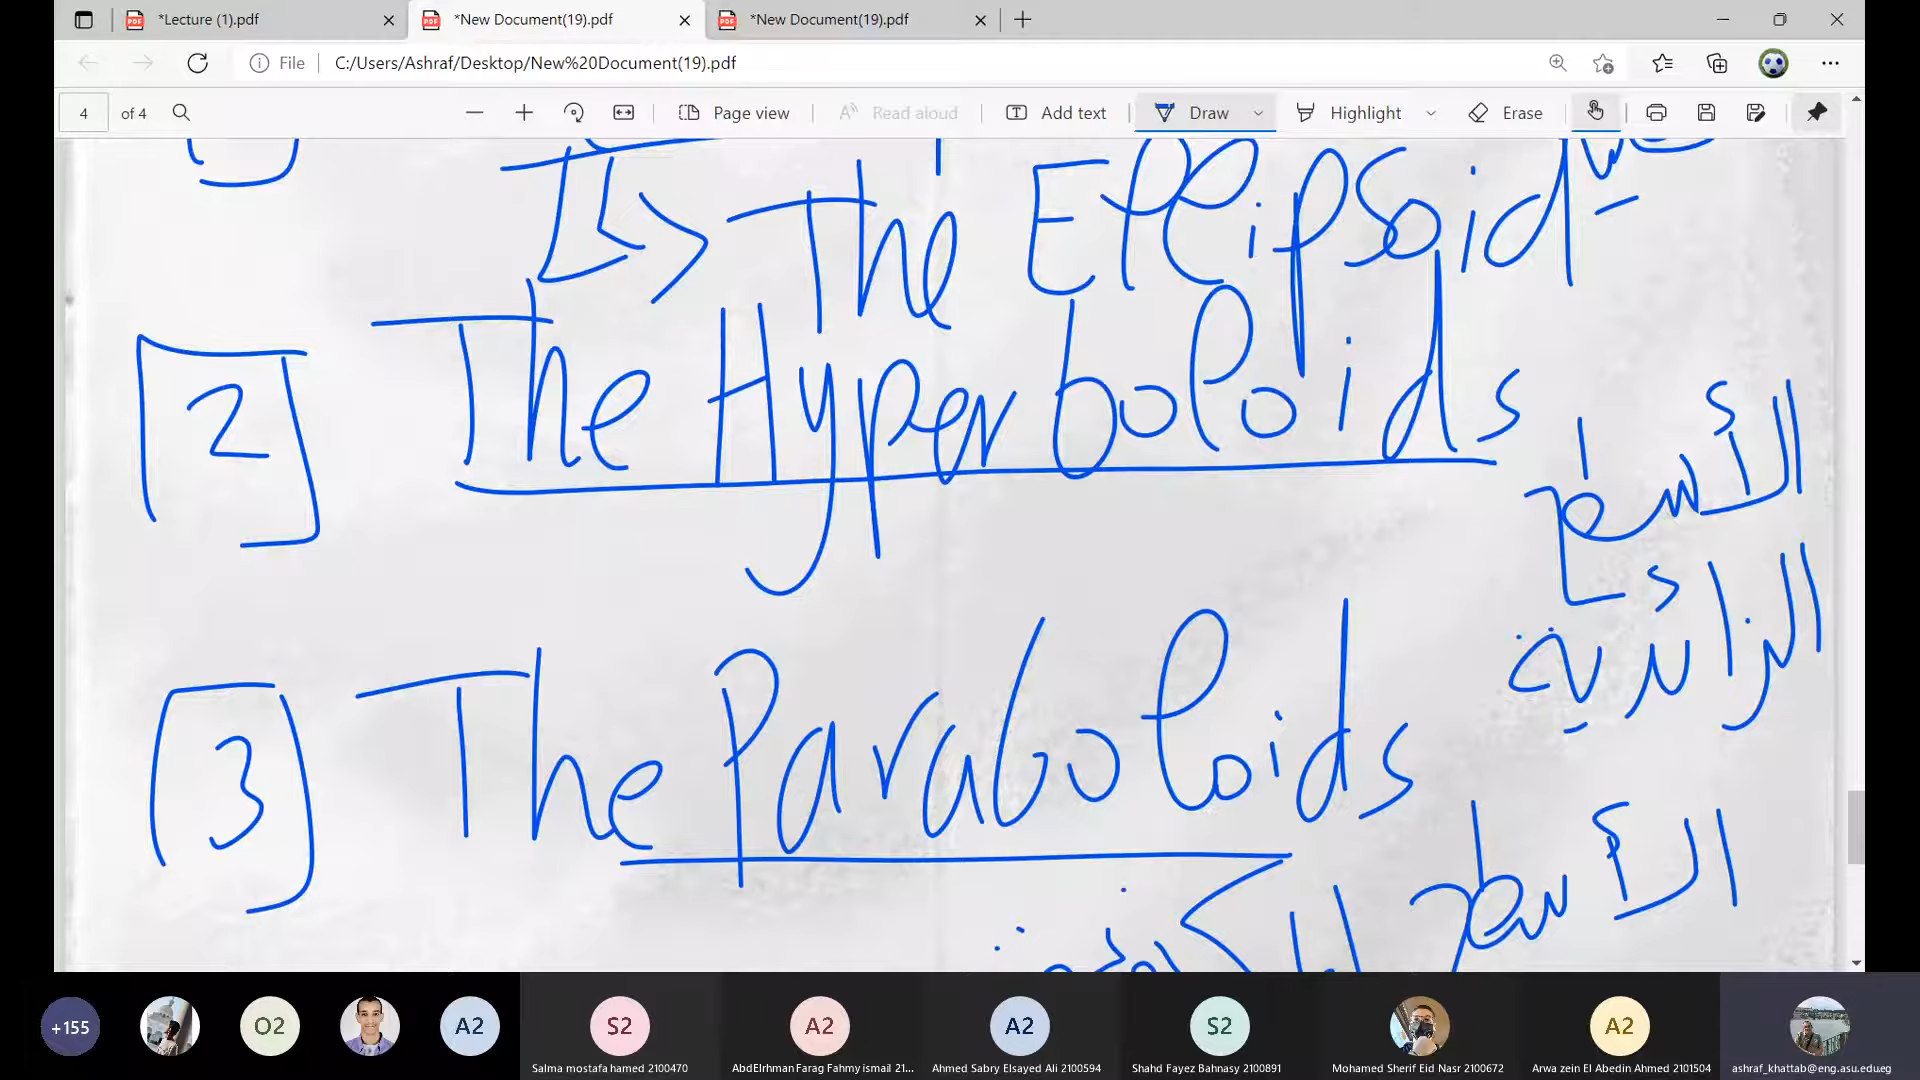 *Lecture (1).pdf
*New Document(19).pdf
*New Document(19).pdf
File
C:/Users/Ashraf/Desktop/New%20Document(19).pdf
4 of 4
Page view
Read aloud
Add text
Draw
Highlight
Erase
The Ellipsoid
2 The Hyperboloids
الأسطح
الزائدية
3 The Paraboloids
الأسطح
+155
O2
A2
S2
A2
A2
S2
A2
Salma mostafa hamed 2100470
AbdElrhman Farag Fahmy ismail 21...
Ahmed Sabry Elsayed Ali 2100594
Shahd Fayez Bahnasy 2100891
Mohamed Sherif Eid Nasr 2100672
Arwa zein El Abedin Ahmed 2101504
ashraf_khattab@eng.asu.edu.eg